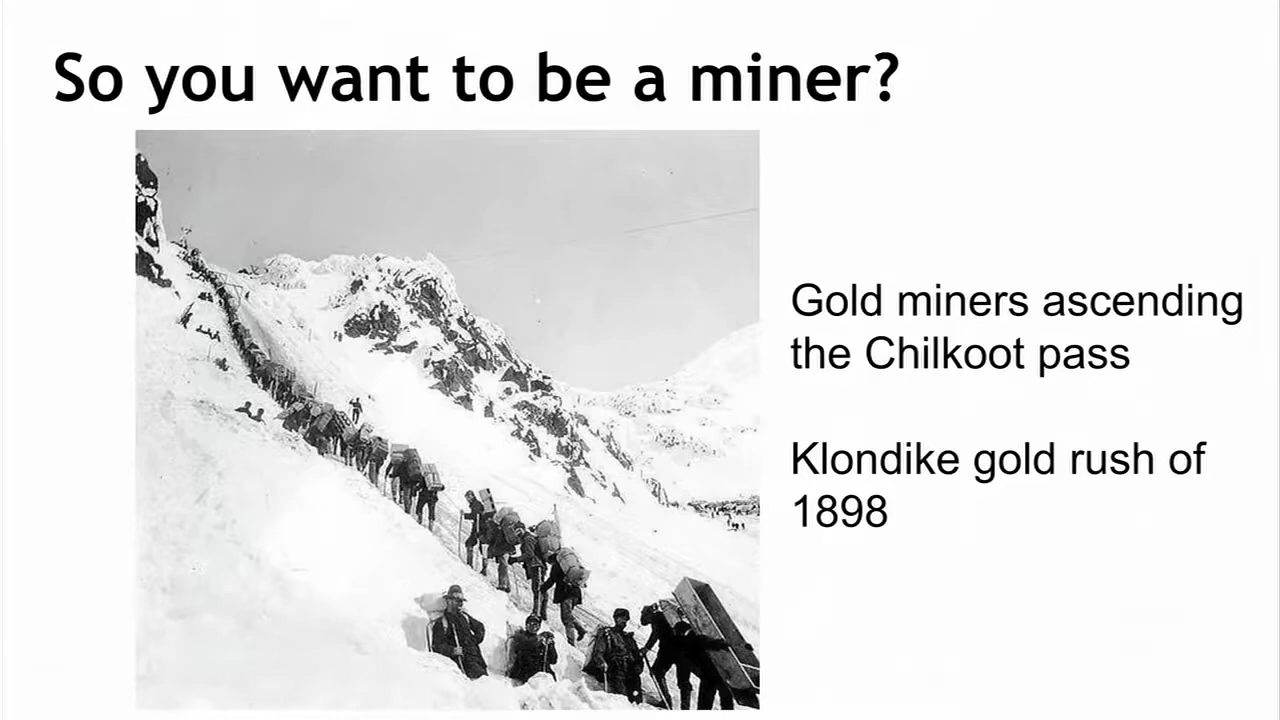 So you want to be a miner?
Gold miners ascending
the Chilkoot pass
Klondike gold rush of
1898